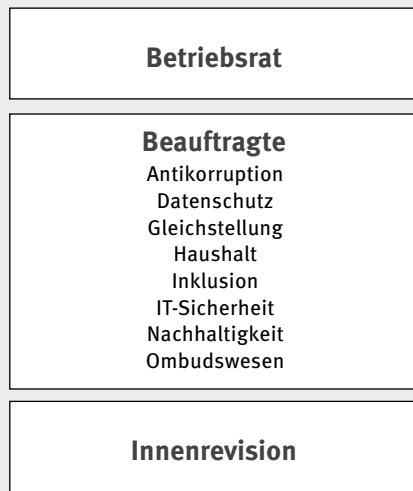 Betriebsrat
Beauftragte
Antikorruption
Datenschutz
Gleichstellung
Haushalt
Inklusion
IT-Sicherheit
Nachhaltigkeit
Ombudswesen
Innenrevision